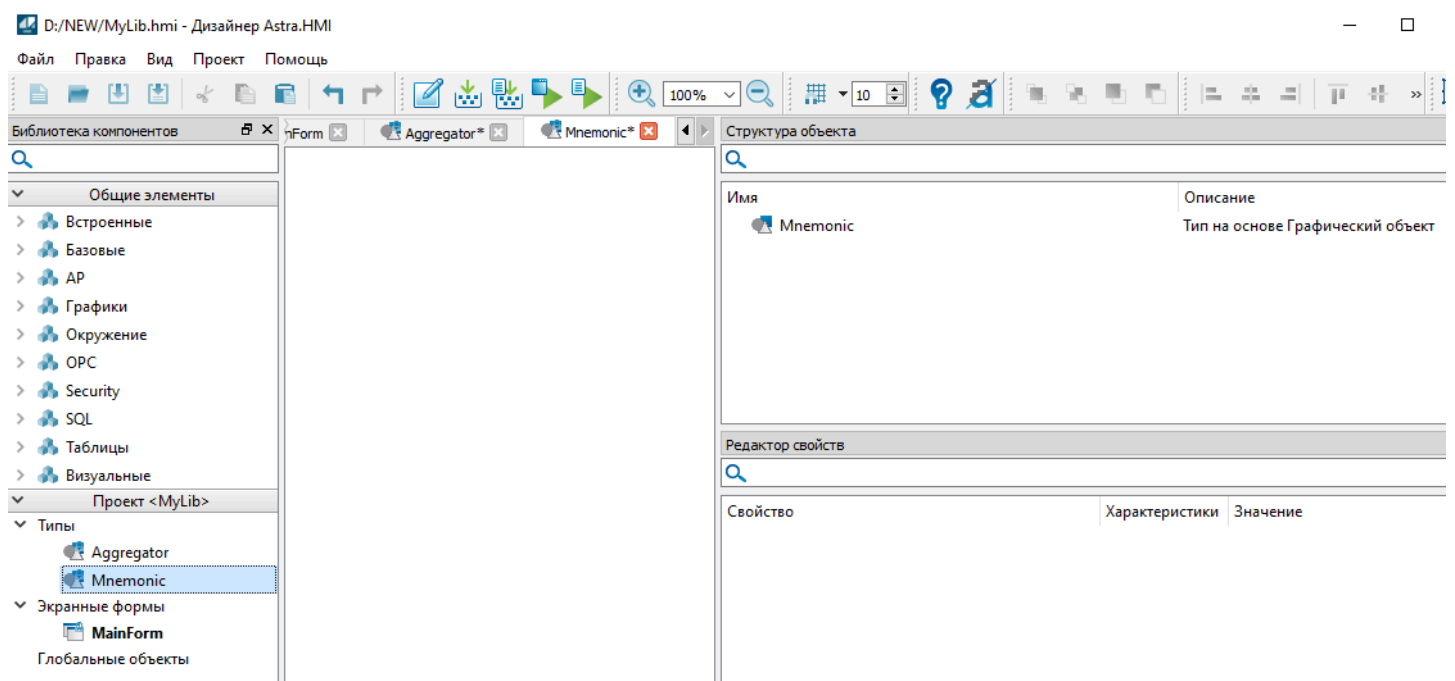 D:/NEW/MyLib.hmi - Дизайнер Astra.HMI
Файл Правка Вид Проект Помощь
100% 10 »
Библиотека компонентов
nForm Aggregator* Mnemonic*
Структура объекта
Общие элементы
Встроенные
Базовые
AP
Графики
Окружение
OPC
Security
SQL
Таблицы
Визуальные
Проект <MyLib>
Типы
Aggregator
Mnemonic
Экранные формы
MainForm
Глобальные объекты
Имя Описание
Mnemonic Тип на основе Графический объект
Редактор свойств
Свойство Характеристики Значение